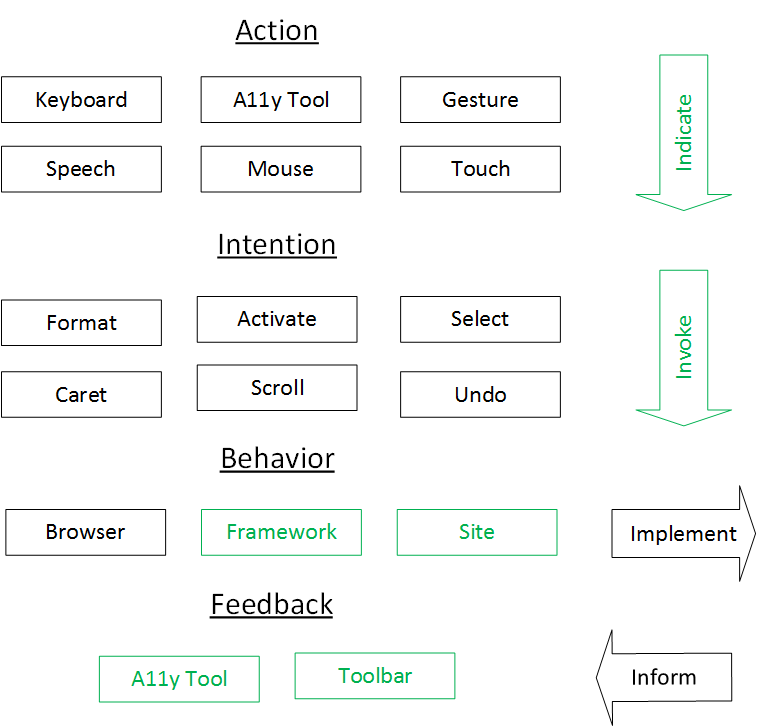 Action
Keyboard
A11y Tool
Gesture
Speech
Mouse
Touch
Indicate
Intention
Format
Activate
Select
Caret
Scroll
Undo
Invoke
Behavior
Browser
Framework
Site
Implement
Feedback
A11y Tool
Toolbar
Inform